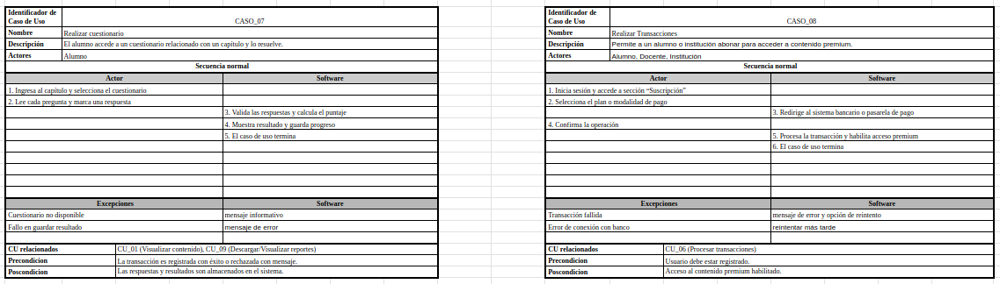 Identificador de
Caso de Uso
CASO_07
Nombre
Realizar cuestionario
Descripción
El alumno accede a un cuestionario relacionado con un capítulo y lo resuelve.
Actores
Alumno
Secuencia normal
Actor
Software
1. Ingresa al capítulo y selecciona el cuestionario
2. Lee cada pregunta y marca una respuesta
3. Valida las respuestas y calcula el puntaje
4. Muestra resultado y guarda progreso
5. El caso de uso termina
Excepciones
Software
Cuestionario no disponible
mensaje informativo
Fallo en guardar resultado
mensaje de error
CU relacionados
CU_01 (Visualizar contenido), CU_09 (Descargar/Visualizar reportes)
Precondicion
La transacción es registrada con éxito o rechazada con mensaje.
Poscondicion
Las respuestas y resultados son almacenados en el sistema.
Identificador de
Caso de Uso
CASO_08
Nombre
Realizar Transacciones
Descripción
Permite a un alumno o institución abonar para acceder a contenido premium.
Actores
Alumno, Docente, Institución
Secuencia normal
Actor
Software
1. Inicia sesión y accede a sección “Suscripción”
2. Selecciona el plan o modalidad de pago
3. Redirige al sistema bancario o pasarela de pago
4. Confirma la operación
5. Procesa la transacción y habilita acceso premium
6. El caso de uso termina
Excepciones
Software
Transacción fallida
mensaje de error y opción de reintento
Error de conexión con banco
reintentar más tarde
CU relacionados
CU_06 (Procesar transacciones)
Precondicion
Usuario debe estar registrado.
Poscondicion
Acceso al contenido premium habilitado.